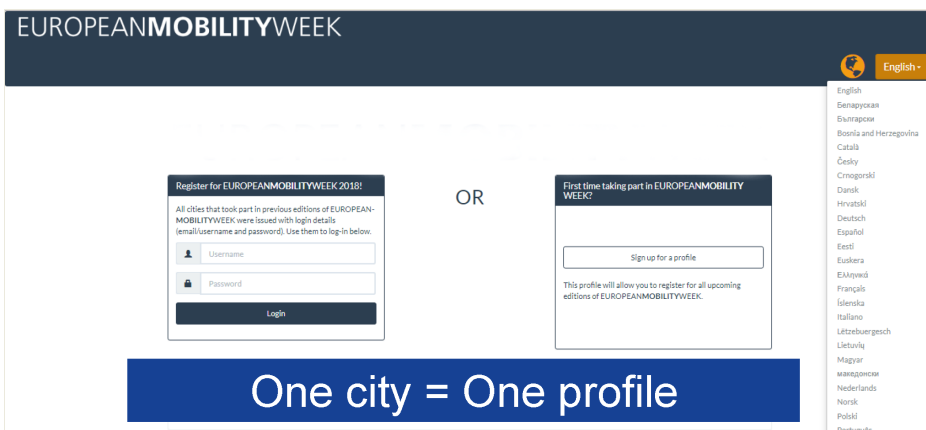 EUROPEANMOBILITYWEEK
English
English
Беларуская
Български
Bosnia and Herzegovina
Català
Česky
Crnogorski
Dansk
Hrvatski
Deutsch
Español
Eesti
Euskera
Ελληνικά
Français
Íslenska
Italiano
Lëtzebuergesch
Lietuvių
Magyar
македонски
Nederlands
Norsk
Polski
Português
Register for EUROPEANMOBILITYWEEK 2018!
All cities that took part in previous editions of EUROPEAN-
MOBILITYWEEK were issued with login details
(email/username and password). Use them to log-in below.
Username
Password
Login
OR
First time taking part in EUROPEANMOBILITY
WEEK?
Sign up for a profile
This profile will allow you to register for all upcoming
editions of EUROPEANMOBILITYWEEK.
One city = One profile